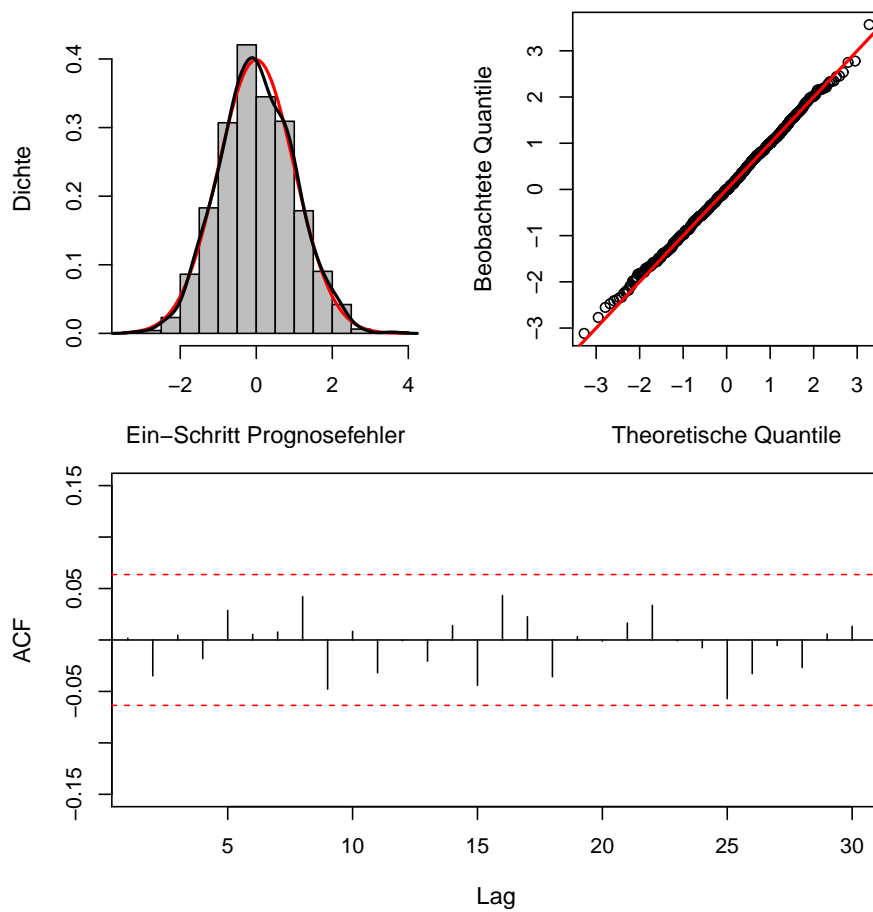 Dichte
0.0 0.1 0.2 0.3 0.4
−2 0 2 4
Ein−Schritt Prognosefehler
Beobachtete Quantile
−3 −2 −1 0 1 2 3
−3 −2 −1 0 1 2 3
Theoretische Quantile
ACF
−0.15 −0.05 0.05 0.15
5 10 15 20 25 30
Lag